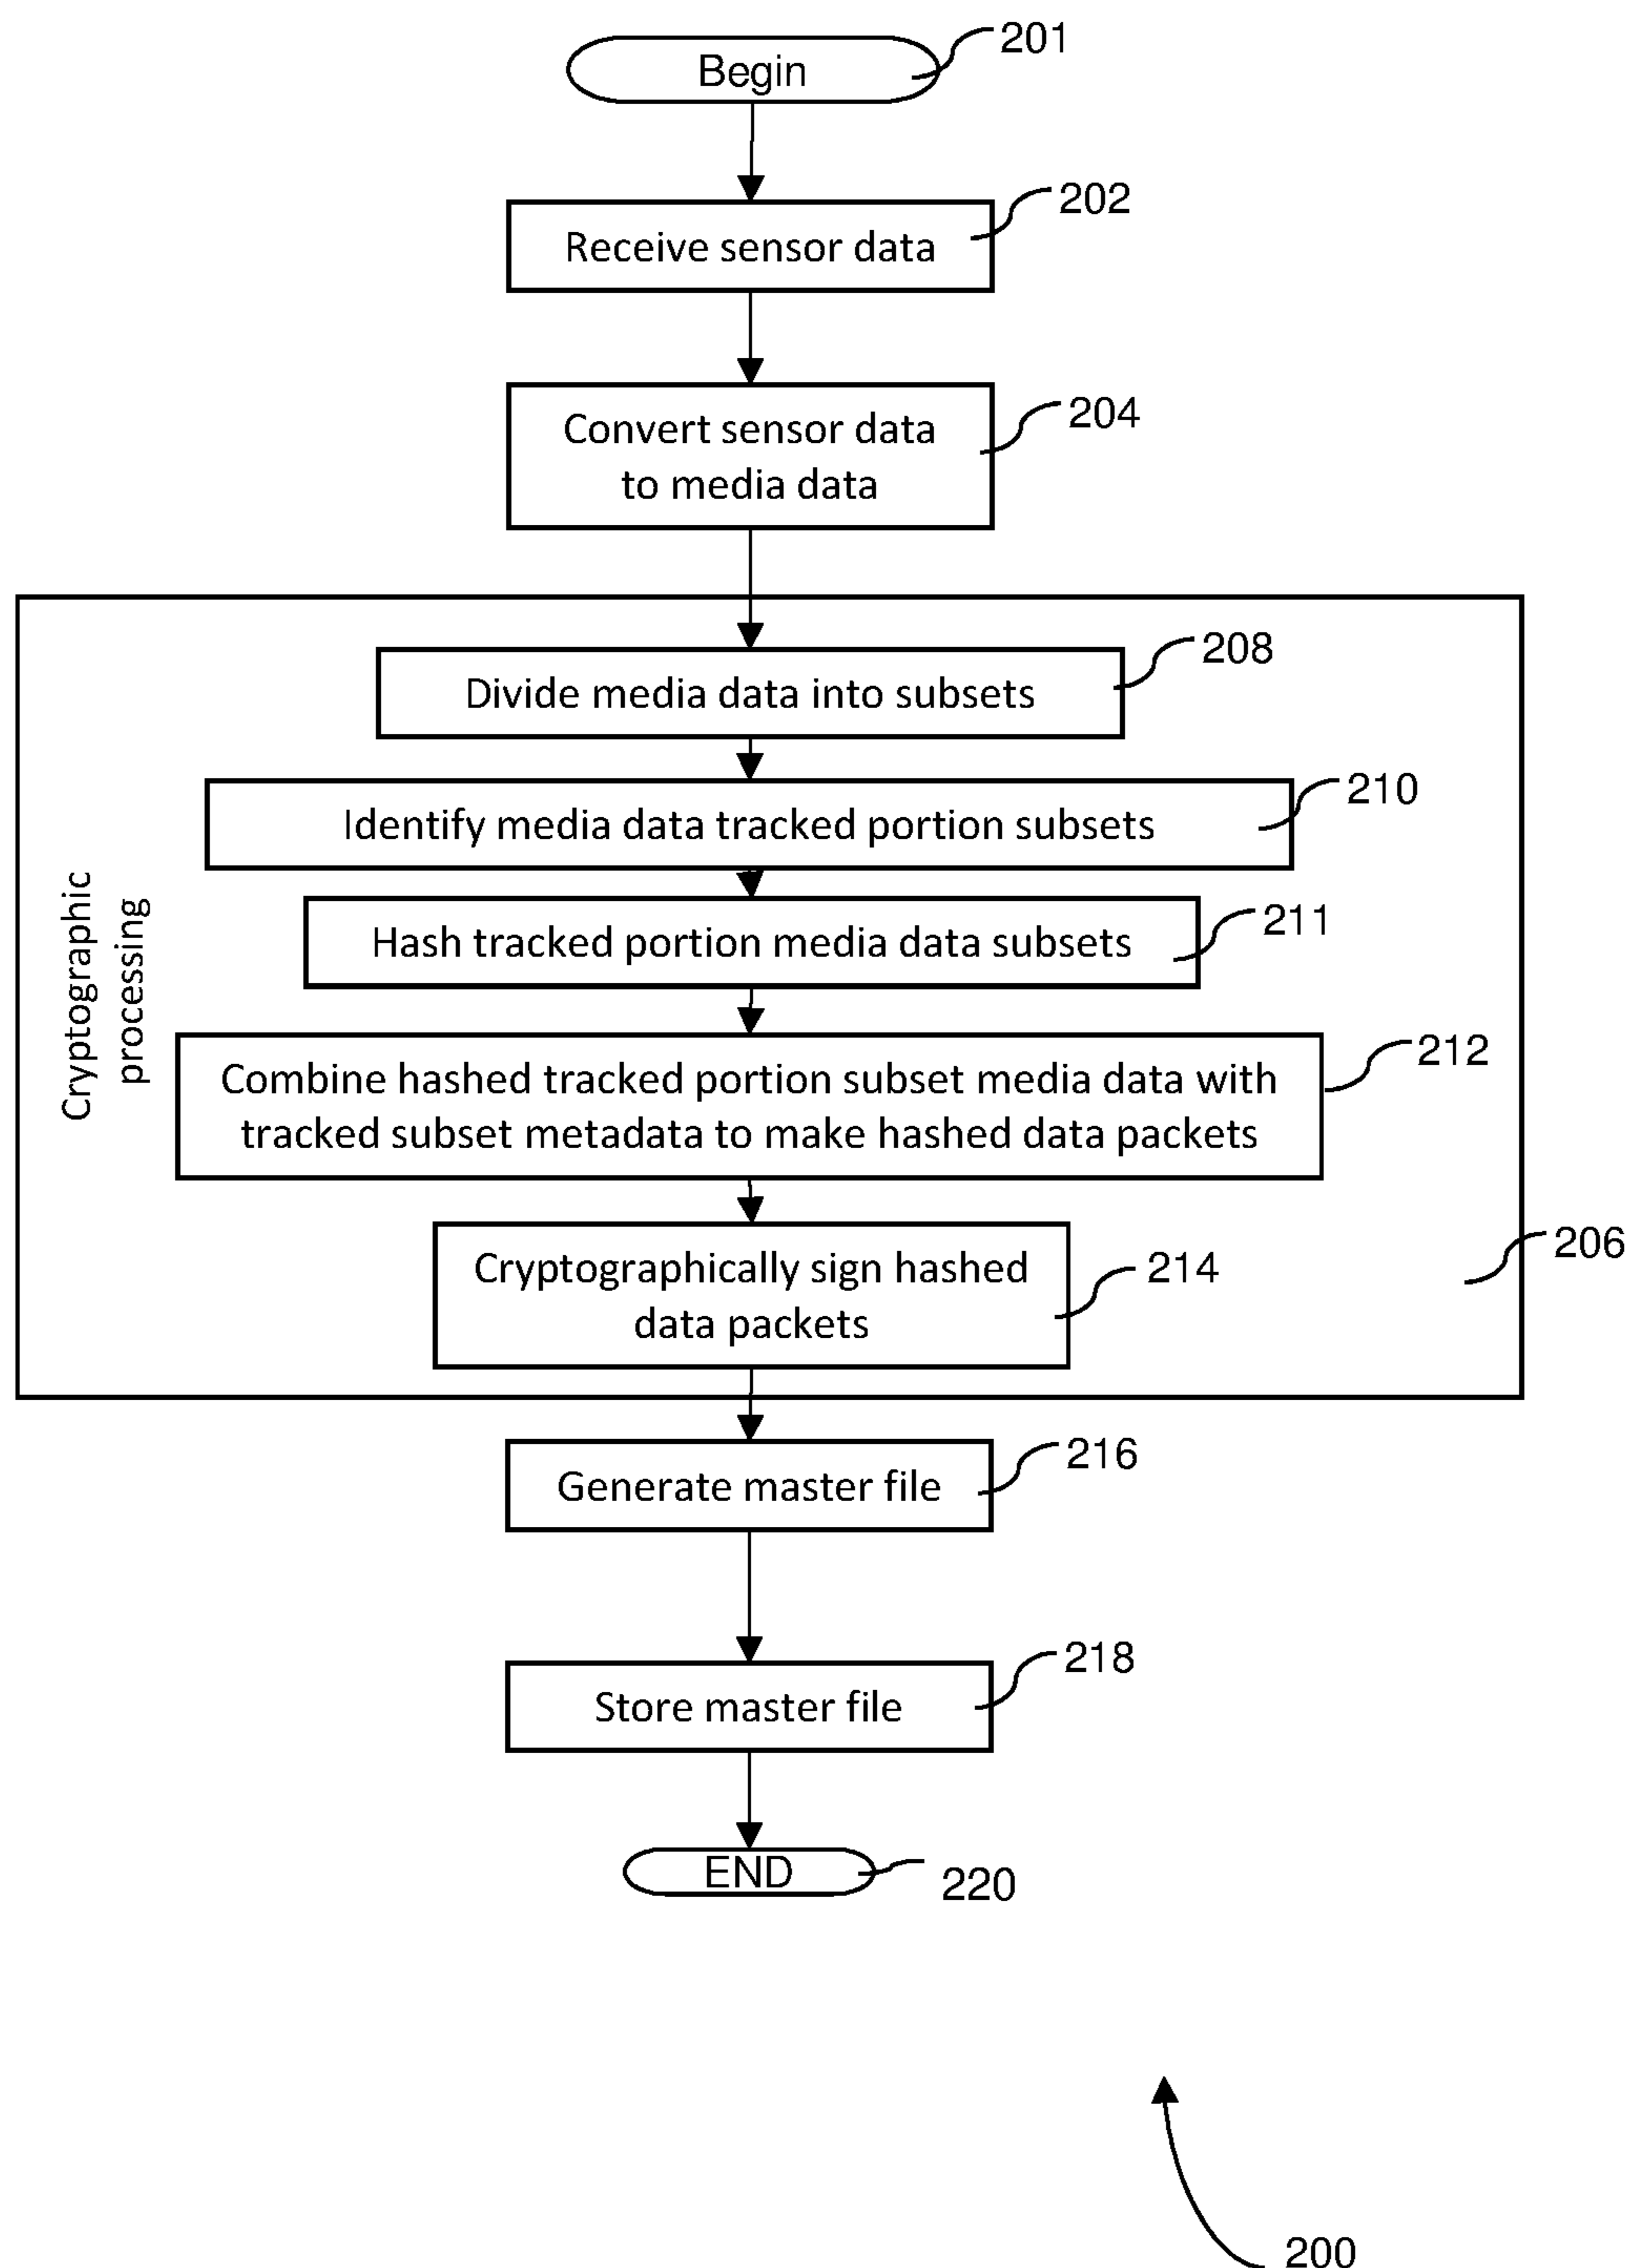 Begin
201
202
Receive sensor data
204
Convert sensor data
to media data
208
Divide media data into subsets
210
Identify media data tracked portion subsets
211
Hash tracked portion media data subsets
Cryptographic
processing
212
Combine hashed tracked portion subset media data with
tracked subset metadata to make hashed data packets
206
214
Cryptographically sign hashed
data packets
216
Generate master file
218
Store master file
END
220
200